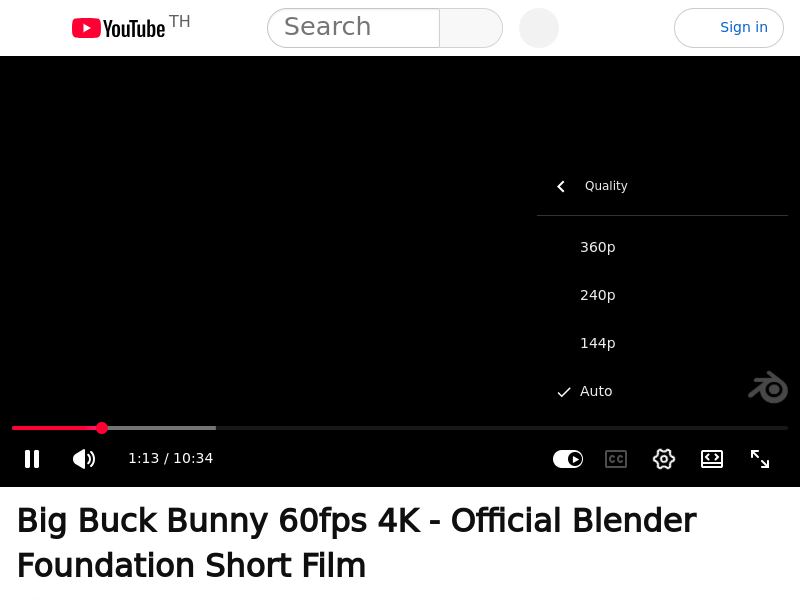 YouTube TH
Search
Sign in
Quality
360p
240p
144p
Auto
1:13 / 10:34
CC
Big Buck Bunny 60fps 4K - Official Blender
Foundation Short Film